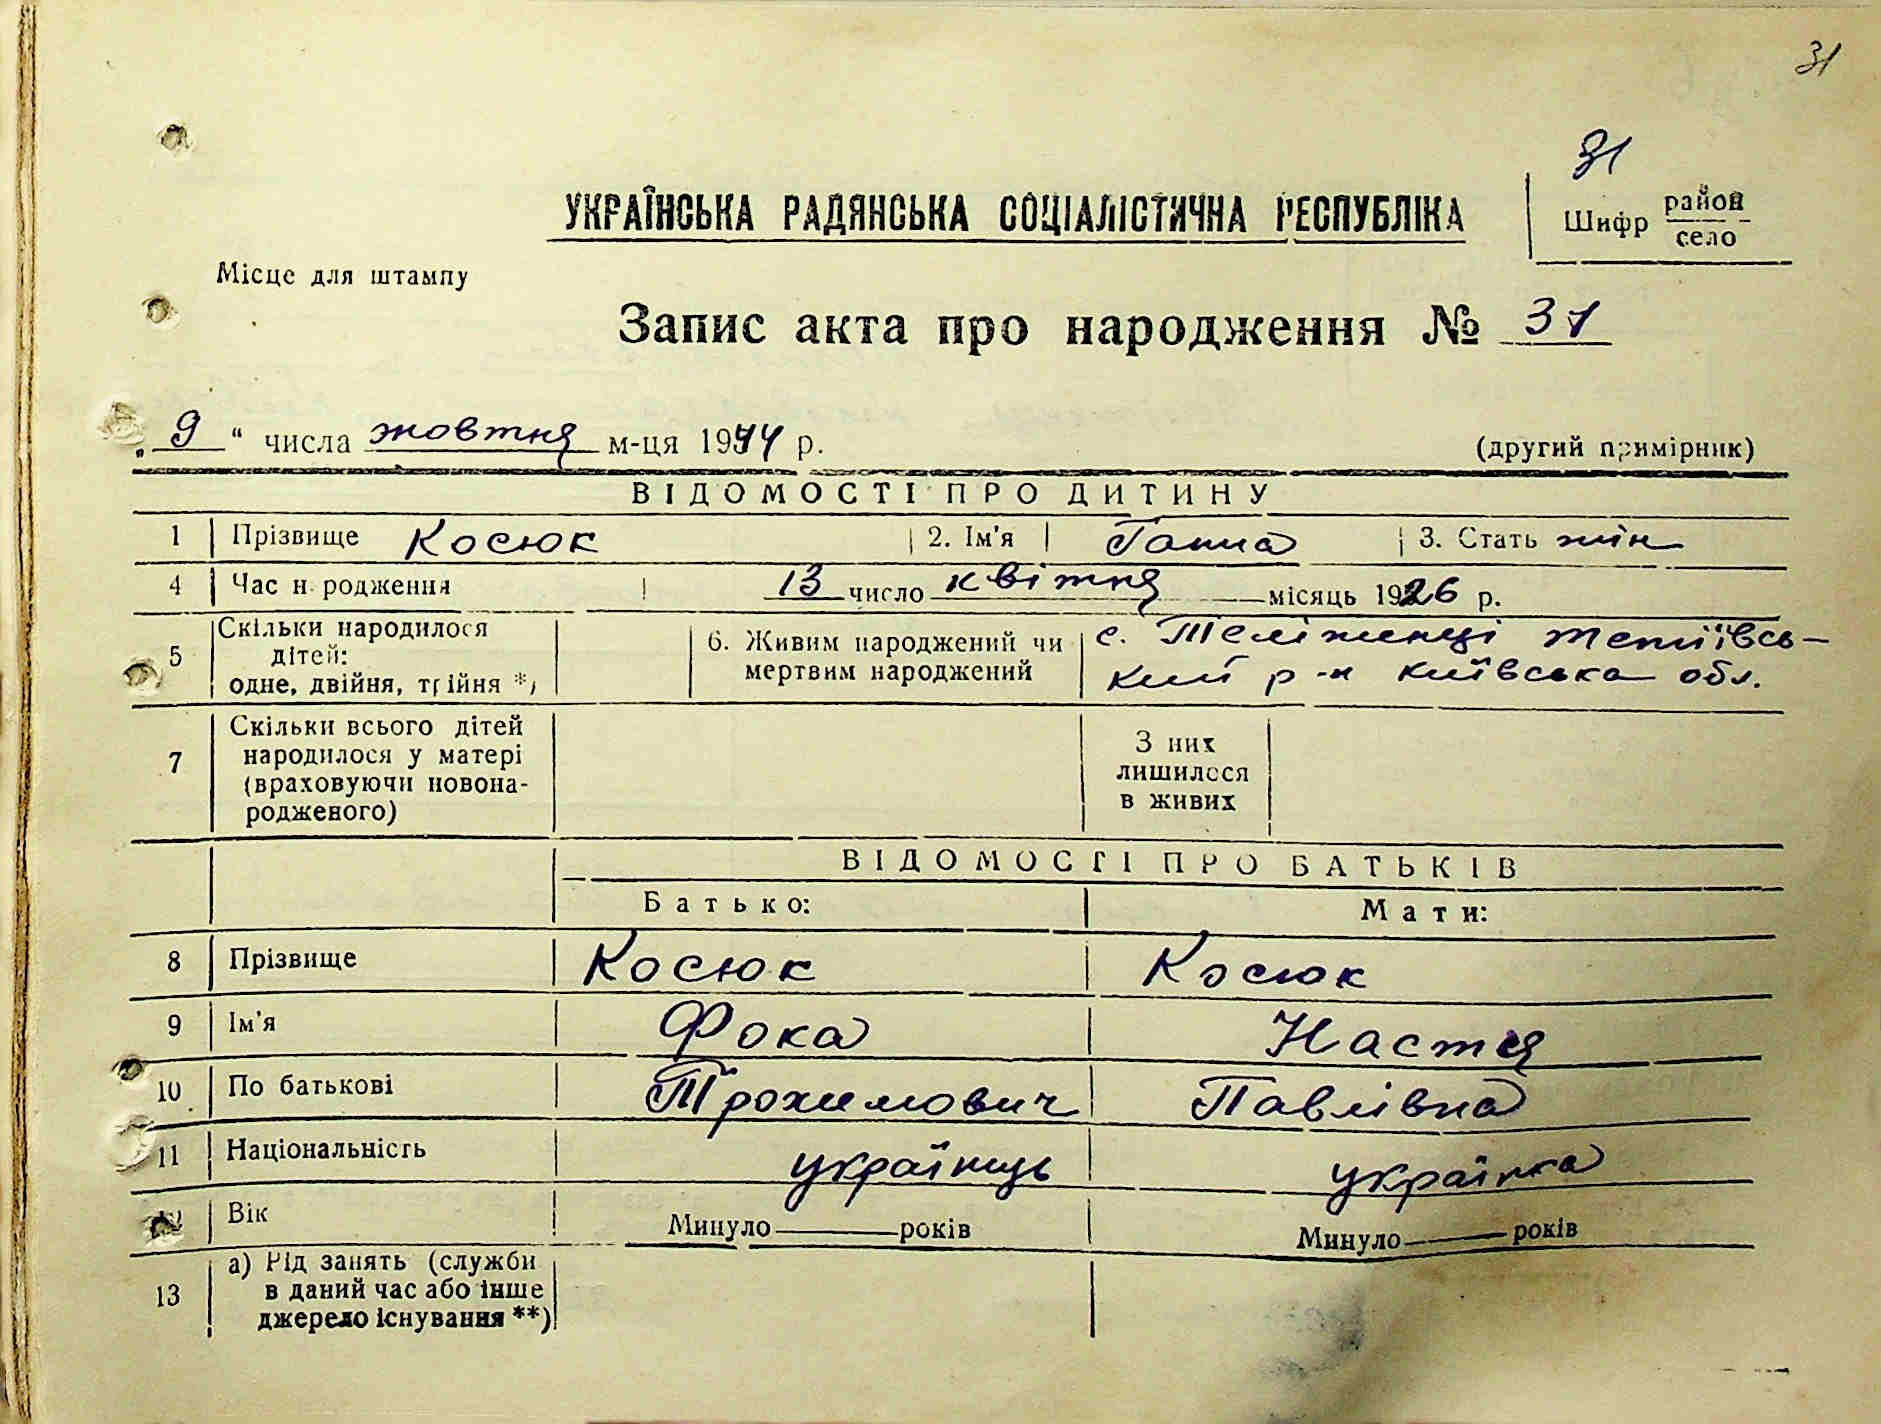 31
31
УКРАЇНСЬКА РАДЯНСЬКА СОЦІАЛІСТИЧНА РЕСПУБЛІКА
Шифр район
село
Місце для штампу
Запис акта про народження № 31
„9“ числа жовтня м-ця 1944 р.
(другий примірник)
ВІДОМОСТІ ПРО ДИТИНУ
1 Прізвище Косюк 2. Ім'я Ганна 3. Стать жін
4 Час народження 13 число квітня місяць 1926 р.
5 Скільки народилося
дітей:
одне, двійня, трійня *)
6. Живим народжений чи
мертвим народжений
с. Теліжинці Тетіївсь-
кий р-н Київська обл.
7 Скільки всього дітей
народилося у матері
(враховуючи новона-
родженого)
З них
лишилося
в живих
ВІДОМОСТІ ПРО БАТЬКІВ
Батько: Мати:
8 Прізвище Косюк Косюк
9 Ім'я Фока Настя
10 По батькові Трохимович Павлівна
11 Національність українець українка
12 Вік Минуло — років Минуло — років
13 а) Рід занять (служби
в даний час або інше
джерело існування **)